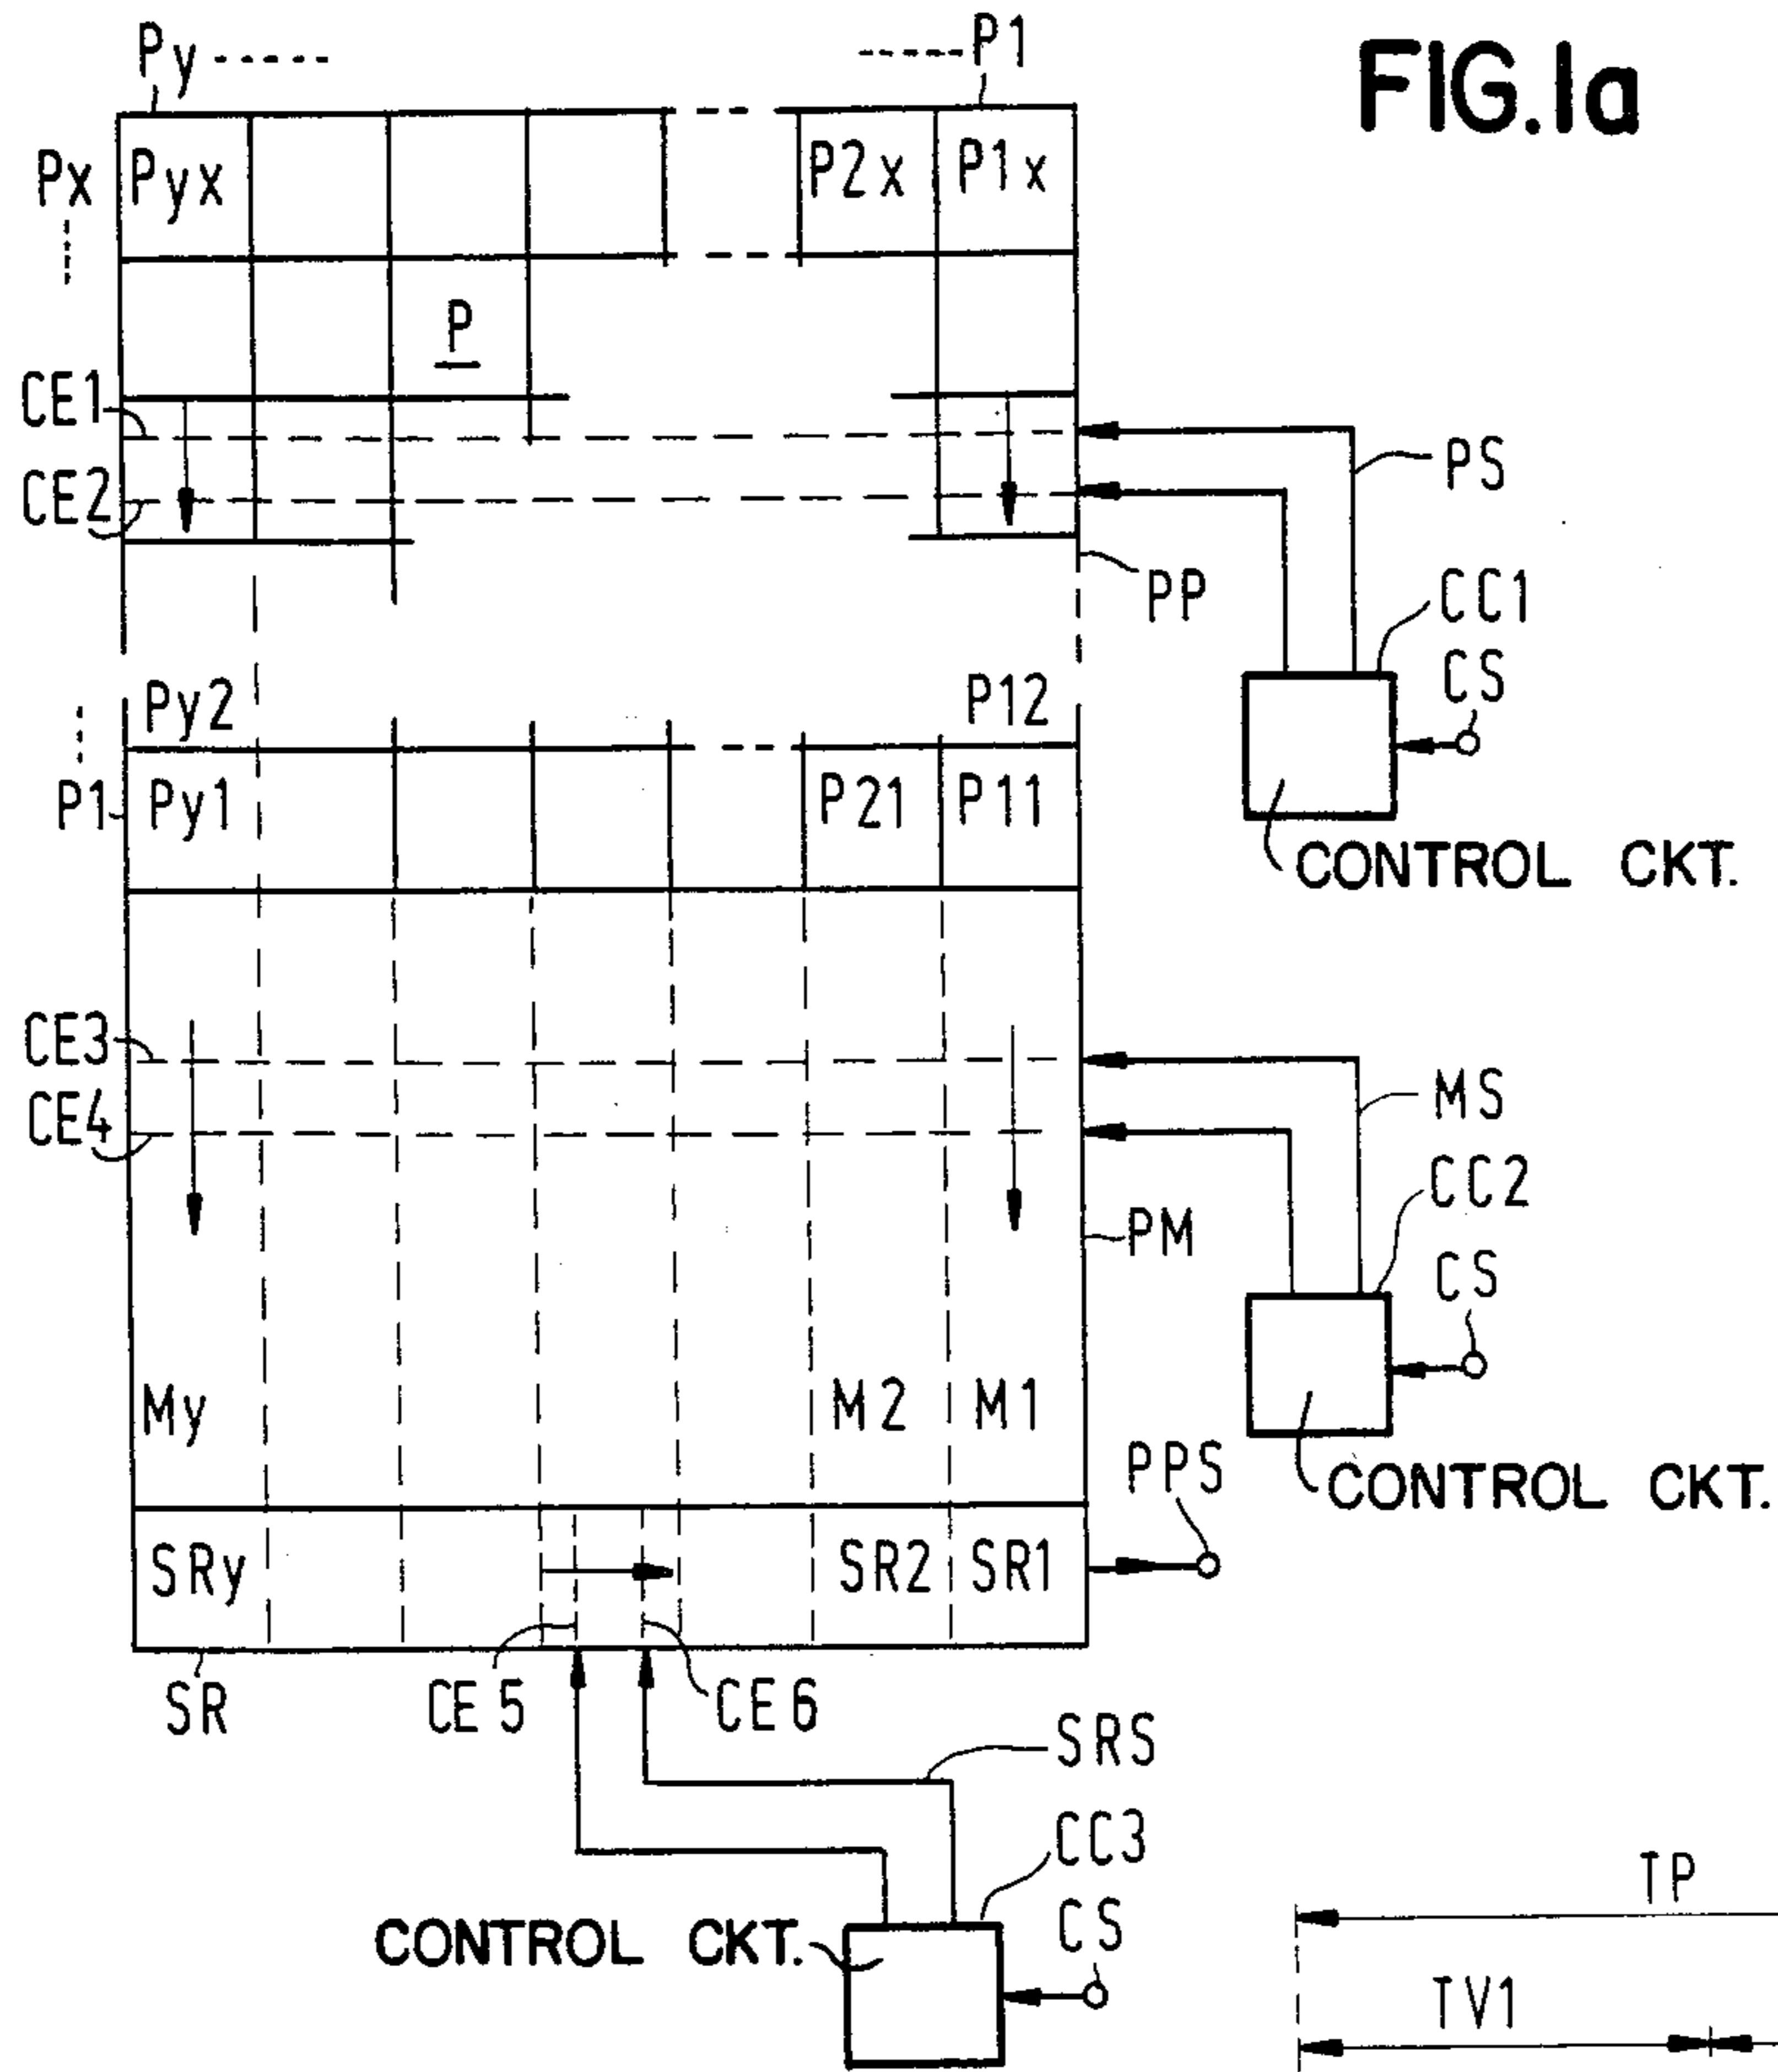 FIG.1a
Py
P1
Px
Pyx
P2x
P1x
P
CE1
CE2
PS
PP
CC1
CS
Py2
P12
P1
Py1
P21
P11
CONTROL CKT.
CE3
CE4
MS
CC2
PM
CS
My
M2
M1
PPS
CONTROL CKT.
SRy
SR2
SR1
SR
CE5
CE6
SRS
CC3
TP
CONTROL CKT.
CS
TV1